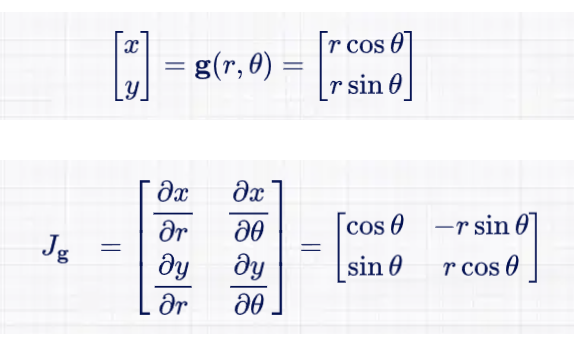 [x y] = g(r, θ) = [r cos θ r sin θ]
J_g = [∂x/∂r ∂x/∂θ ∂y/∂r ∂y/∂θ] = [cos θ −r sin θ sin θ r cos θ]